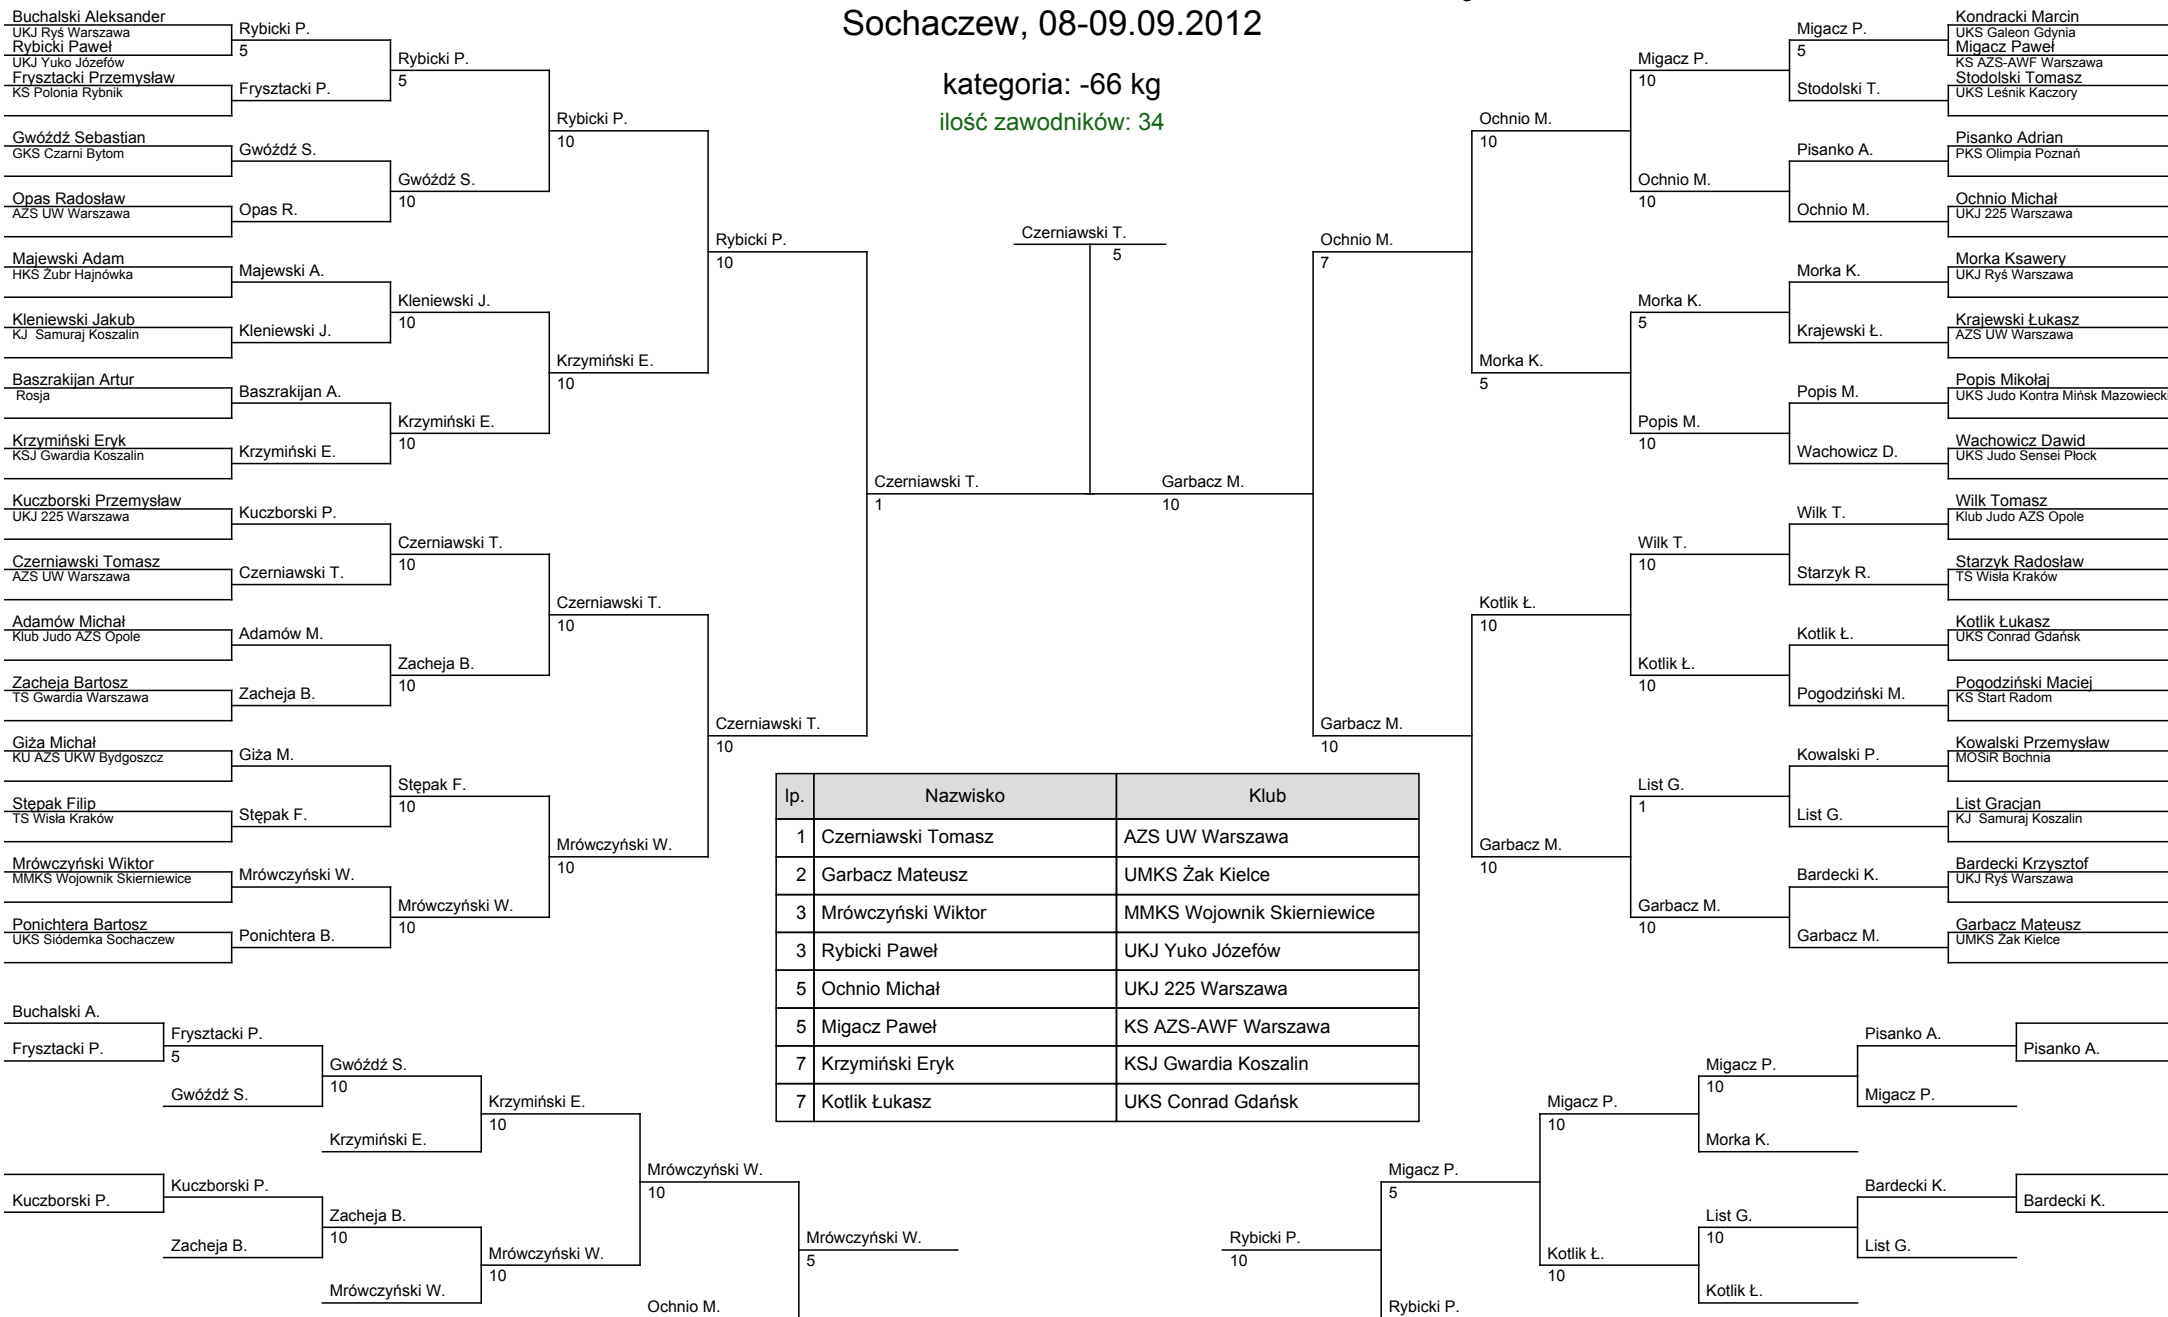 Sochaczew, 08-09.09.2012
kategoria: -66 kg
ilość zawodników: 34
Buchalski Aleksander
UKJ Ryś Warszawa
Rybicki Paweł
UKJ Yuko Józefów
Frysztacki Przemysław
KS Polonia Rybnik
Gwóźdź Sebastian
GKS Czarni Bytom
Opas Radosław
AZS UW Warszawa
Majewski Adam
HKS Żubr Hajnówka
Kleniewski Jakub
KJ Samuraj Koszalin
Baszrakijan Artur
Rosja
Krzymiński Eryk
KSJ Gwardia Koszalin
Kuczborski Przemysław
UKJ 225 Warszawa
Czerniawski Tomasz
AZS UW Warszawa
Adamów Michał
Klub Judo AZS Opole
Zacheja Bartosz
TS Gwardia Warszawa
Giża Michał
KU AZS UKW Bydgoszcz
Stępak Filip
TS Wisła Kraków
Mrówczyński Wiktor
MMKS Wojownik Skierniewice
Ponichtera Bartosz
UKS Siódemka Sochaczew
Rybicki P.
5
Frysztacki P.
Gwóźdź S.
Opas R.
Majewski A.
Kleniewski J.
Baszrakijan A.
Krzymiński E.
Kuczborski P.
Czerniawski T.
Adamów M.
Zacheja B.
Giża M.
Stępak F.
Mrówczyński W.
Ponichtera B.
Rybicki P.
5
Gwóźdź S.
10
Kleniewski J.
10
Krzymiński E.
10
Czerniawski T.
10
Zacheja B.
10
Stępak F.
10
Mrówczyński W.
10
Rybicki P.
10
Krzymiński E.
10
Czerniawski T.
10
Mrówczyński W.
10
Rybicki P.
10
Czerniawski T.
10
Czerniawski T.
1
Czerniawski T.
5
Garbacz M.
10
Ochnio M.
7
Garbacz M.
10
Ochnio M.
10
Morka K.
5
Kotlik Ł.
10
Garbacz M.
10
Migacz P.
10
Ochnio M.
10
Morka K.
5
Popis M.
10
Wilk T.
10
Kotlik Ł.
10
List G.
1
Garbacz M.
10
Migacz P.
5
Stodolski T.
Pisanko A.
Ochnio M.
Morka K.
Krajewski Ł.
Popis M.
Wachowicz D.
Wilk T.
Starzyk R.
Kotlik Ł.
Pogodziński M.
Kowalski P.
List G.
Bardecki K.
Garbacz M.
Kondracki Marcin
UKS Galeon Gdynia
Migacz Paweł
KS AZS-AWF Warszawa
Stodolski Tomasz
UKS Leśnik Kaczory
Pisanko Adrian
PKS Olimpia Poznań
Ochnio Michał
UKJ 225 Warszawa
Morka Ksawery
UKJ Ryś Warszawa
Krajewski Łukasz
AZS UW Warszawa
Popis Mikołaj
UKS Judo Kontra Mińsk Mazowiecki
Wachowicz Dawid
UKS Judo Sensei Płock
Wilk Tomasz
Klub Judo AZS Opole
Starzyk Radosław
TS Wisła Kraków
Kotlik Łukasz
UKS Conrad Gdańsk
Pogodziński Maciej
KS Start Radom
Kowalski Przemysław
MOSiR Bochnia
List Gracjan
KJ Samuraj Koszalin
Bardecki Krzysztof
UKJ Ryś Warszawa
Garbacz Mateusz
UMKS Żak Kielce
lp. Nazwisko Klub
1 Czerniawski Tomasz AZS UW Warszawa
2 Garbacz Mateusz UMKS Żak Kielce
3 Mrówczyński Wiktor MMKS Wojownik Skierniewice
3 Rybicki Paweł UKJ Yuko Józefów
5 Ochnio Michał UKJ 225 Warszawa
5 Migacz Paweł KS AZS-AWF Warszawa
7 Krzymiński Eryk KSJ Gwardia Koszalin
7 Kotlik Łukasz UKS Conrad Gdańsk
Buchalski A.
Frysztacki P.
Kuczborski P.
Frysztacki P.
5
Gwóźdź S.
Kuczborski P.
Zacheja B.
Gwóźdź S.
10
Krzymiński E.
Zacheja B.
10
Mrówczyński W.
Krzymiński E.
10
Mrówczyński W.
10
Mrówczyński W.
10
Ochnio M.
Mrówczyński W.
5
Rybicki P.
10
Migacz P.
5
Rybicki P.
Migacz P.
10
Kotlik Ł.
10
Migacz P.
10
Morka K.
List G.
10
Kotlik Ł.
Pisanko A.
Migacz P.
Bardecki K.
List G.
Pisanko A.
Bardecki K.